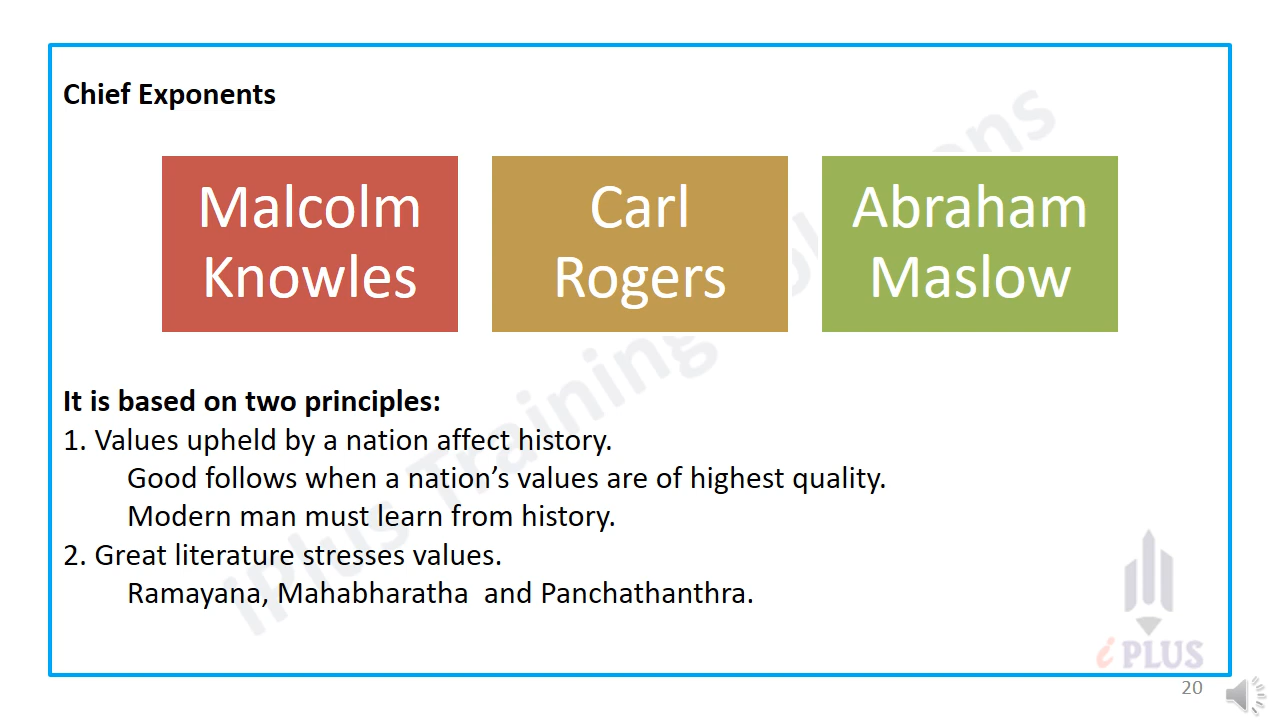 Chief Exponents
Malcolm
Knowles
Carl
Rogers
Abraham
Maslow
It is based on two principles:
1. Values upheld by a nation affect history.
Good follows when a nation’s values are of highest quality.
Modern man must learn from history.
2. Great literature stresses values.
Ramayana, Mahabharatha  and Panchathanthra.
iPlus Training
i PLUS
20